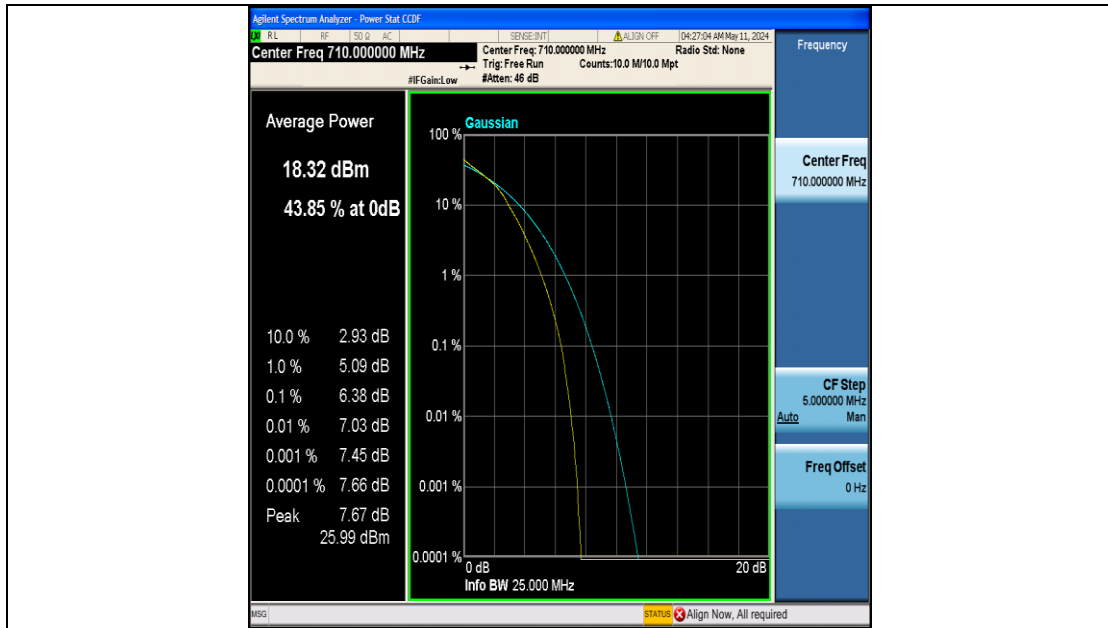 Agilent Spectrum Analyzer - Power Stat CCDF
RL RF 50 Ω AC SENSE:INT ALIGN OFF 04:27:04 AM May 11, 2024
Center Freq 710.000000 MHz Center Freq: 710.000000 MHz Radio Std: None
Trig: Free Run Counts:10.0 M/10.0 Mpt
#IFGain:Low #Atten: 46 dB
Frequency
Average Power
18.32 dBm
43.85 % at 0dB
10.0 % 2.93 dB
1.0 % 5.09 dB
0.1 % 6.38 dB
0.01 % 7.03 dB
0.001 % 7.45 dB
0.0001 % 7.66 dB
Peak 7.67 dB
25.99 dBm
Gaussian
100 %
10 %
1 %
0.1 %
0.01 %
0.001 %
0.0001 %
0 dB 20 dB
Info BW 25.000 MHz
Center Freq
710.000000 MHz
CF Step
5.000000 MHz
Auto Man
Freq Offset
0 Hz
MSG STATUS Align Now, All required